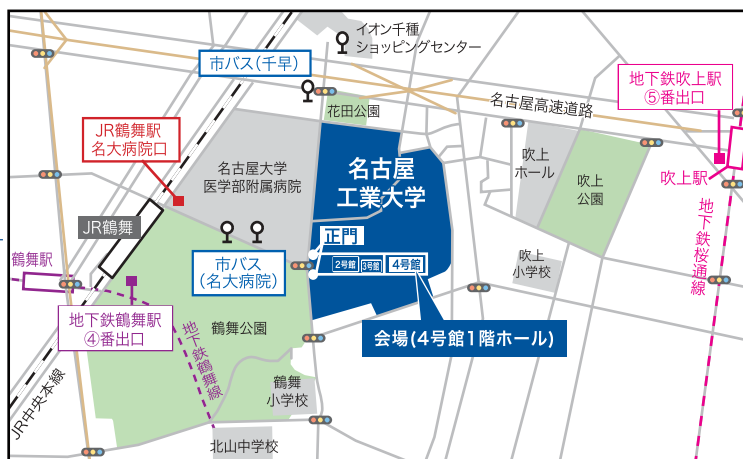 イオン千種
ショッピングセンター
市バス(千早)
名古屋高速道路
地下鉄吹上駅
⑤番出口
花田公園
JR鶴舞駅
名大病院口
名古屋大学
医学部附属病院
名古屋
工業大学
吹上
ホール
吹上
公園
吹上駅
JR鶴舞
正門
2号館
3号館
4号館
鶴舞駅
市バス
(名大病院)
吹上
小学校
地下鉄桜通線
地下鉄鶴舞駅
④番出口
鶴舞公園
地下鉄鶴舞線
会場(4号館1階ホール)
JR中央本線
鶴舞
小学校
北山中学校